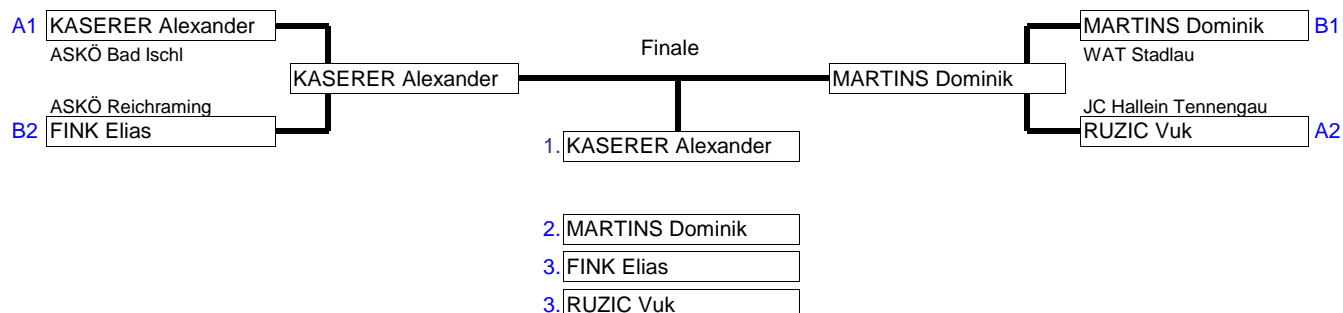 A1 KASERER Alexander
ASKÖ Bad Ischl
KASERER Alexander
ASKÖ Reichraming
B2 FINK Elias
Finale
MARTINS Dominik B1
WAT Stadlau
MARTINS Dominik
JC Hallein Tennengau
RUZIC Vuk A2
1. KASERER Alexander
2. MARTINS Dominik
3. FINK Elias
3. RUZIC Vuk